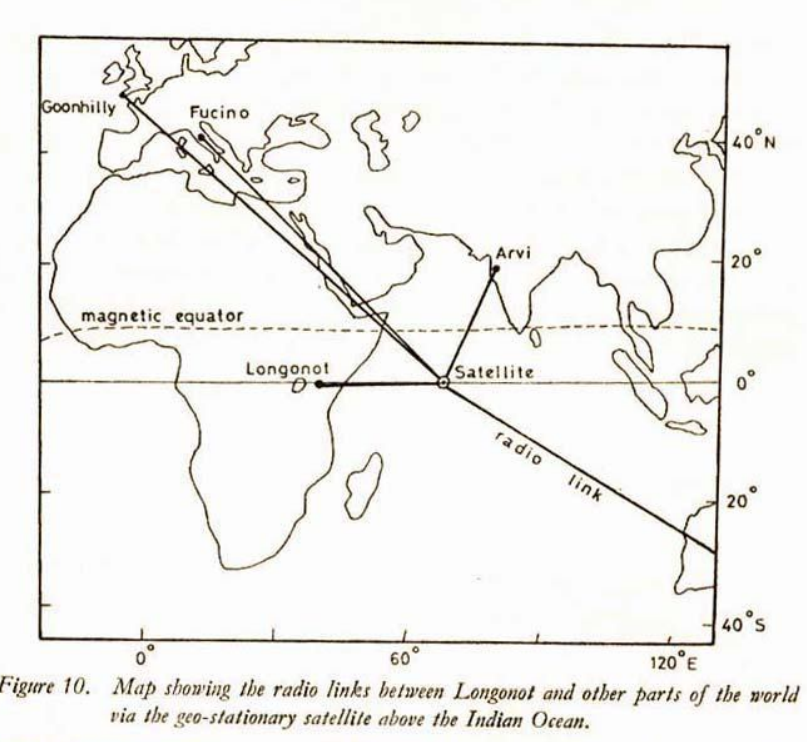 Goonhilly
Fucino
40°N
Arvi
20°
magnetic equator
Longonot
Satellite
0°
radio link
20°
40°S
0°
60°
120°E
Figure 10. Map showing the radio links between Longonot and other parts of the world
via the geo-stationary satellite above the Indian Ocean.